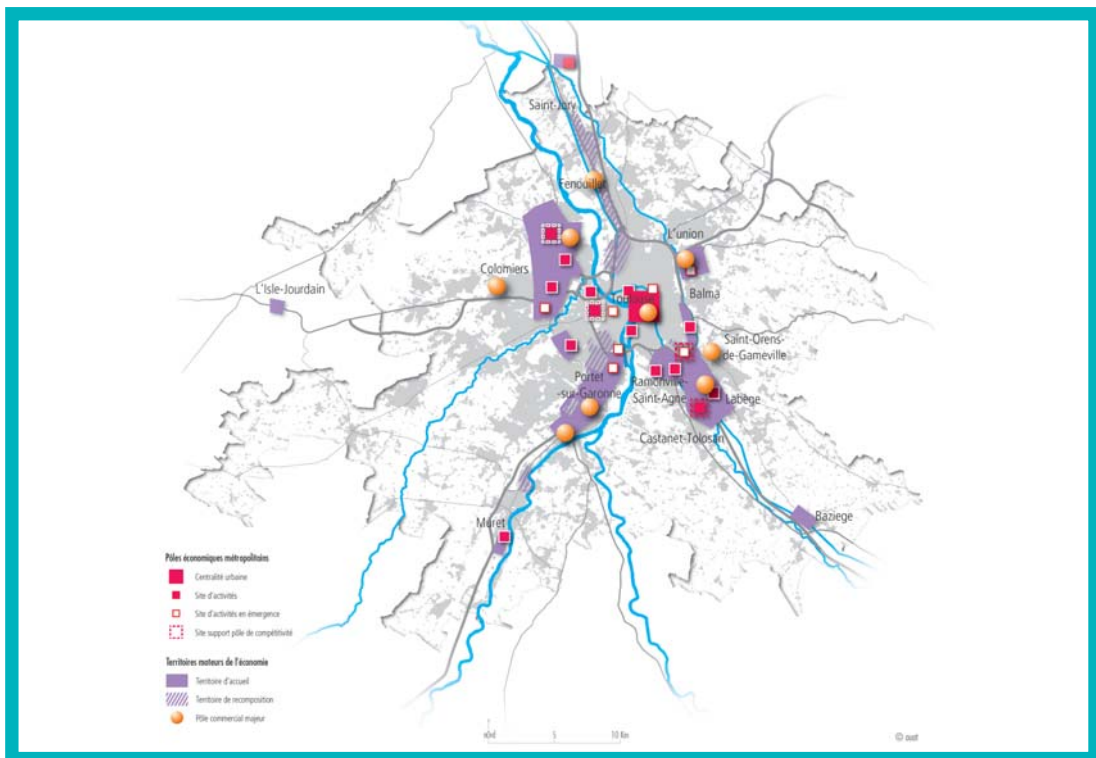 Saint-Jory
Fenouillet
L'union
Colomiers
L'Isle-Jourdain
Balma
Toulouse
Saint-Orens-
de-Gameville
Portet
-sur-Garonne
Ramonville-
Saint-Agne
Labège
Castanet-Tolosan
Muret
Baziege
Pôles économiques métropolitains
Centralité urbaine
Site d'activités
Site d'activités en émergence
Site support pôle de compétitivité
Territoires moteurs de l'économie
Territoire d'accueil
Territoire de recomposition
Pôle commercial majeur
nord
5
10 Km
© auat